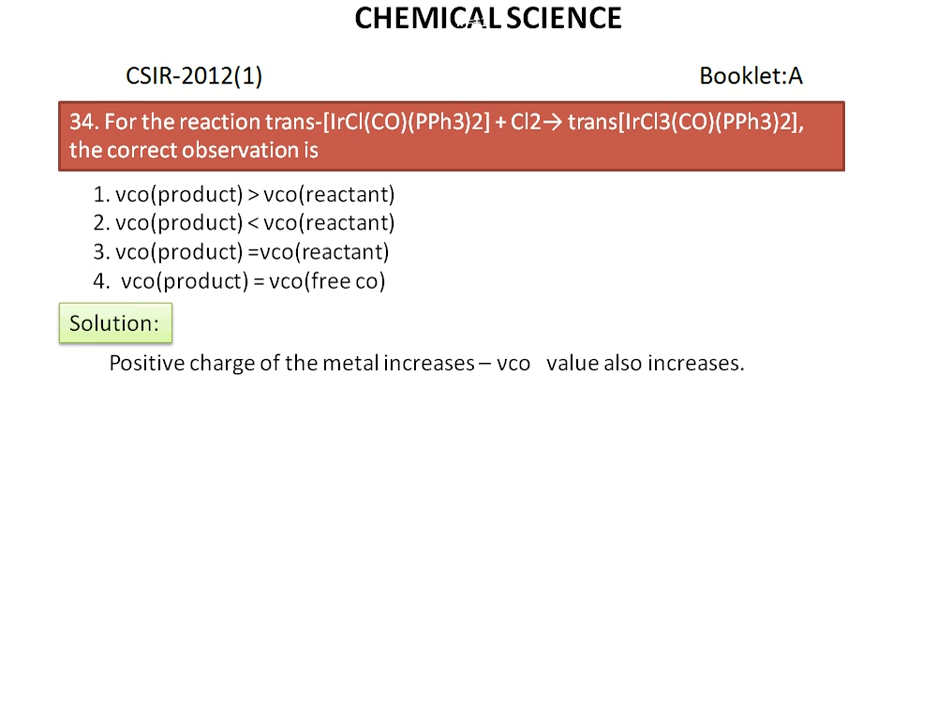 CHEMICAL SCIENCE
CSIR-2012(1) Booklet:A
34. For the reaction trans-[IrCl(CO)(PPh3)2] + Cl2→ trans[IrCl3(CO)(PPh3)2],
the correct observation is
1. vco(product) > vco(reactant)
2. vco(product) < vco(reactant)
3. vco(product) =vco(reactant)
4. vco(product) = vco(free co)
Solution:
Positive charge of the metal increases – vco value also increases.